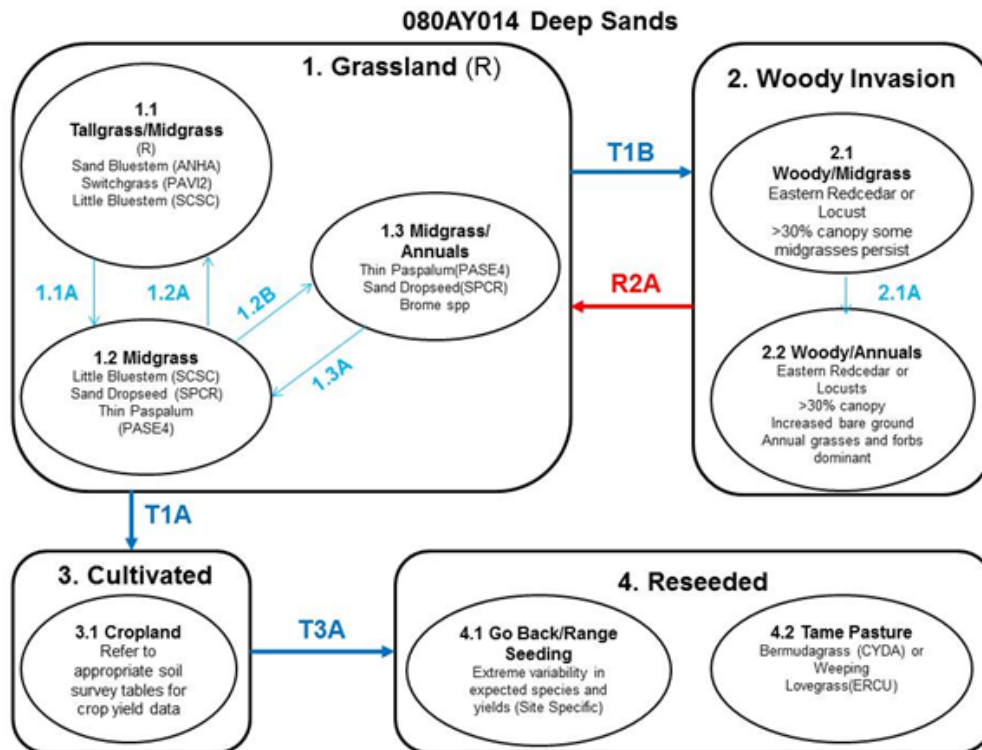 080AY014 Deep Sands
1. Grassland (R)
1.1
Tallgrass/Midgrass
(R)
Sand Bluestem (ANHA)
Switchgrass (PAVI2)
Little Bluestem (SCSC)
1.1A
1.2A
1.2B
1.3A
1.3 Midgrass/
Annuals
Thin Paspalum(PASE4)
Sand Dropseed(SPCR)
Brome spp
1.2 Midgrass
Little Bluestem (SCSC)
Sand Dropseed (SPCR)
Thin Paspalum
(PASE4)
T1B
R2A
2. Woody Invasion
2.1
Woody/Midgrass
Eastern Redcedar or
Locust
>30% canopy some
midgrasses persist
2.1A
2.2 Woody/Annuals
Eastern Redcedar or
Locusts
>30% canopy
Increased bare ground
Annual grasses and forbs
dominant
T1A
3. Cultivated
3.1 Cropland
Refer to
appropriate soil
survey tables for
crop yield data
T3A
4. Reseeded
4.1 Go Back/Range
Seeding
Extreme variability in
expected species and
yields (Site Specific)
4.2 Tame Pasture
Bermudagrass (CYDA) or
Weeping
Lovegrass(ERCU)